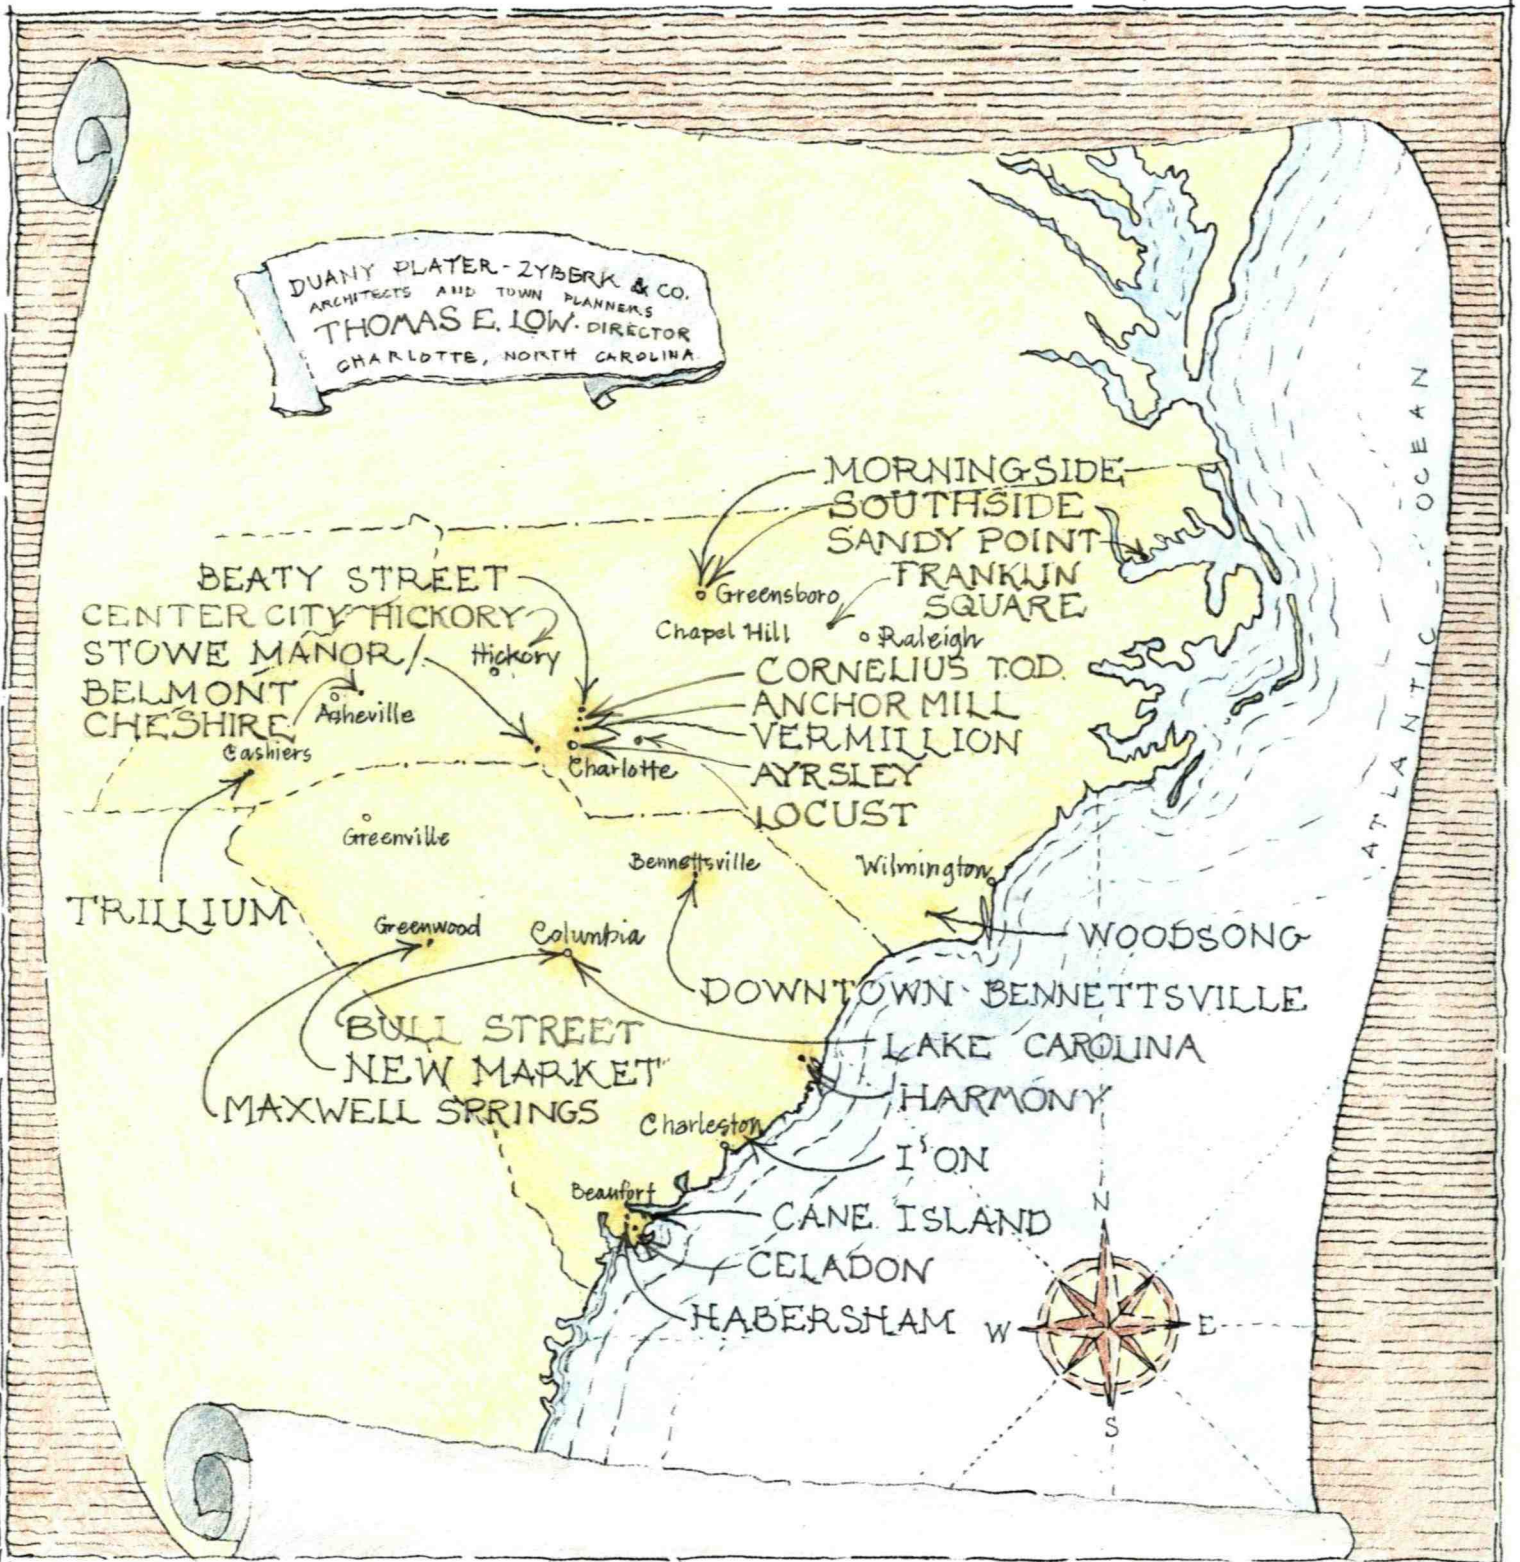 DUANY PLATER-ZYBERK & CO.
ARCHITECTS AND TOWN PLANNERS
THOMAS E. LOW · DIRECTOR
CHARLOTTE, NORTH CAROLINA
ATLANTIC OCEAN
MORNINGSIDE
SOUTHSIDE
SANDY POINT
FRANKLIN
SQUARE
BEATY STREET
CENTER CITY HICKORY
STOWE MANOR/
BELMONT
CHESHIRE
Greensboro
Chapel Hill
Raleigh
Hickory
Asheville
Cashiers
Charlotte
CORNELIUS T.O.D.
ANCHOR MILL
VERMILLION
AYRSLEY
LOCUST
Greenville
Bennettsville
Wilmington
TRILLIUM
Greenwood
Columbia
WOODSONG
DOWNTOWN BENNETTSVILLE
BULL STREET
NEW MARKET
MAXWELL SPRINGS
LAKE CAROLINA
HARMONY
Charleston
I'ON
Beaufort
CANE ISLAND
CELADON
HABERSHAM
N
W
E
S